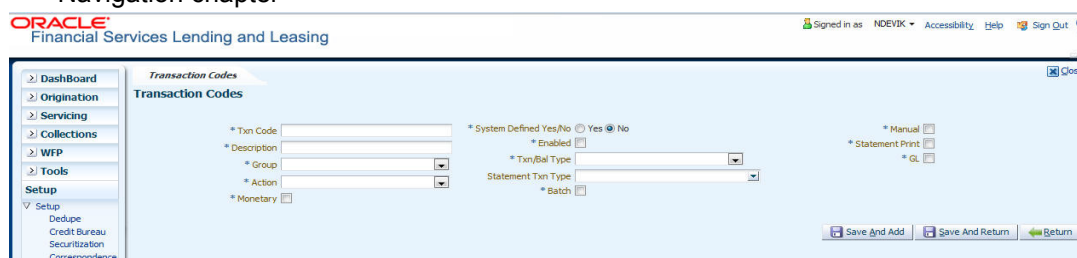 Navigation chapter
ORACLE
Financial Services Lending and Leasing
Signed in as NDEVIK Accessibility Help Sign Out
DashBoard
Origination
Servicing
Collections
WFP
Tools
Setup
Setup
Dedupe
Credit Bureau
Securitization
Correspondence
Transaction Codes
Transaction Codes
* Txn Code
* Description
* Group
* Action
* Monetary
* System Defined Yes/No Yes No
* Enabled
* Txn/Bal Type
Statement Txn Type
* Batch
* Manual
* Statement Print
* GL
Save And Add Save And Return Return